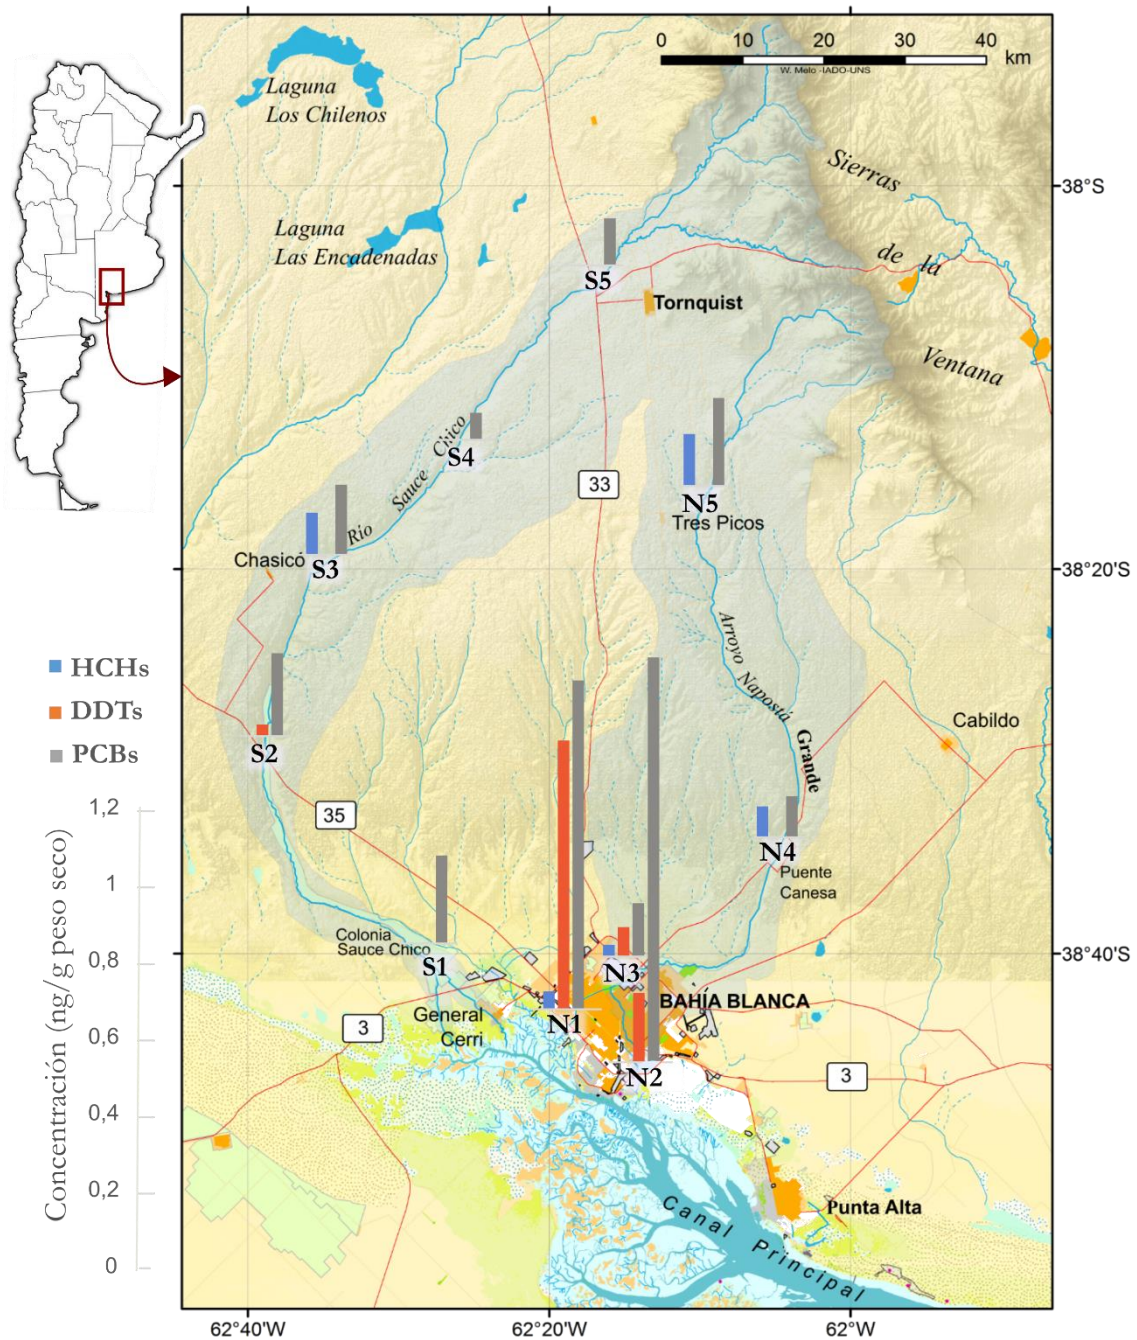 0 10 20 30 40 km
W. Melo -IADO-UNS
Laguna
Los Chilenos
Sierras
de la
Ventana
38°S
Laguna
Las Encadenadas
S5
Tornquist
Chico
Sauce
Río
S4
33
N5
Tres Picos
Chasicó
S3
38°20'S
Arroyo Napostá Grande
HCHs
DDTs
PCBs
S2
Cabildo
35
1,2
1
0,8
0,6
0,4
0,2
0
Concentración (ng/g peso seco)
N4
Puente
Canesa
Colonia
Sauce Chico
S1
N3
38°40'S
General
Cerri
N1
BAHIA BLANCA
3
N2
3
Punta Alta
Canal Principal
62°40'W
62°20'W
62°W